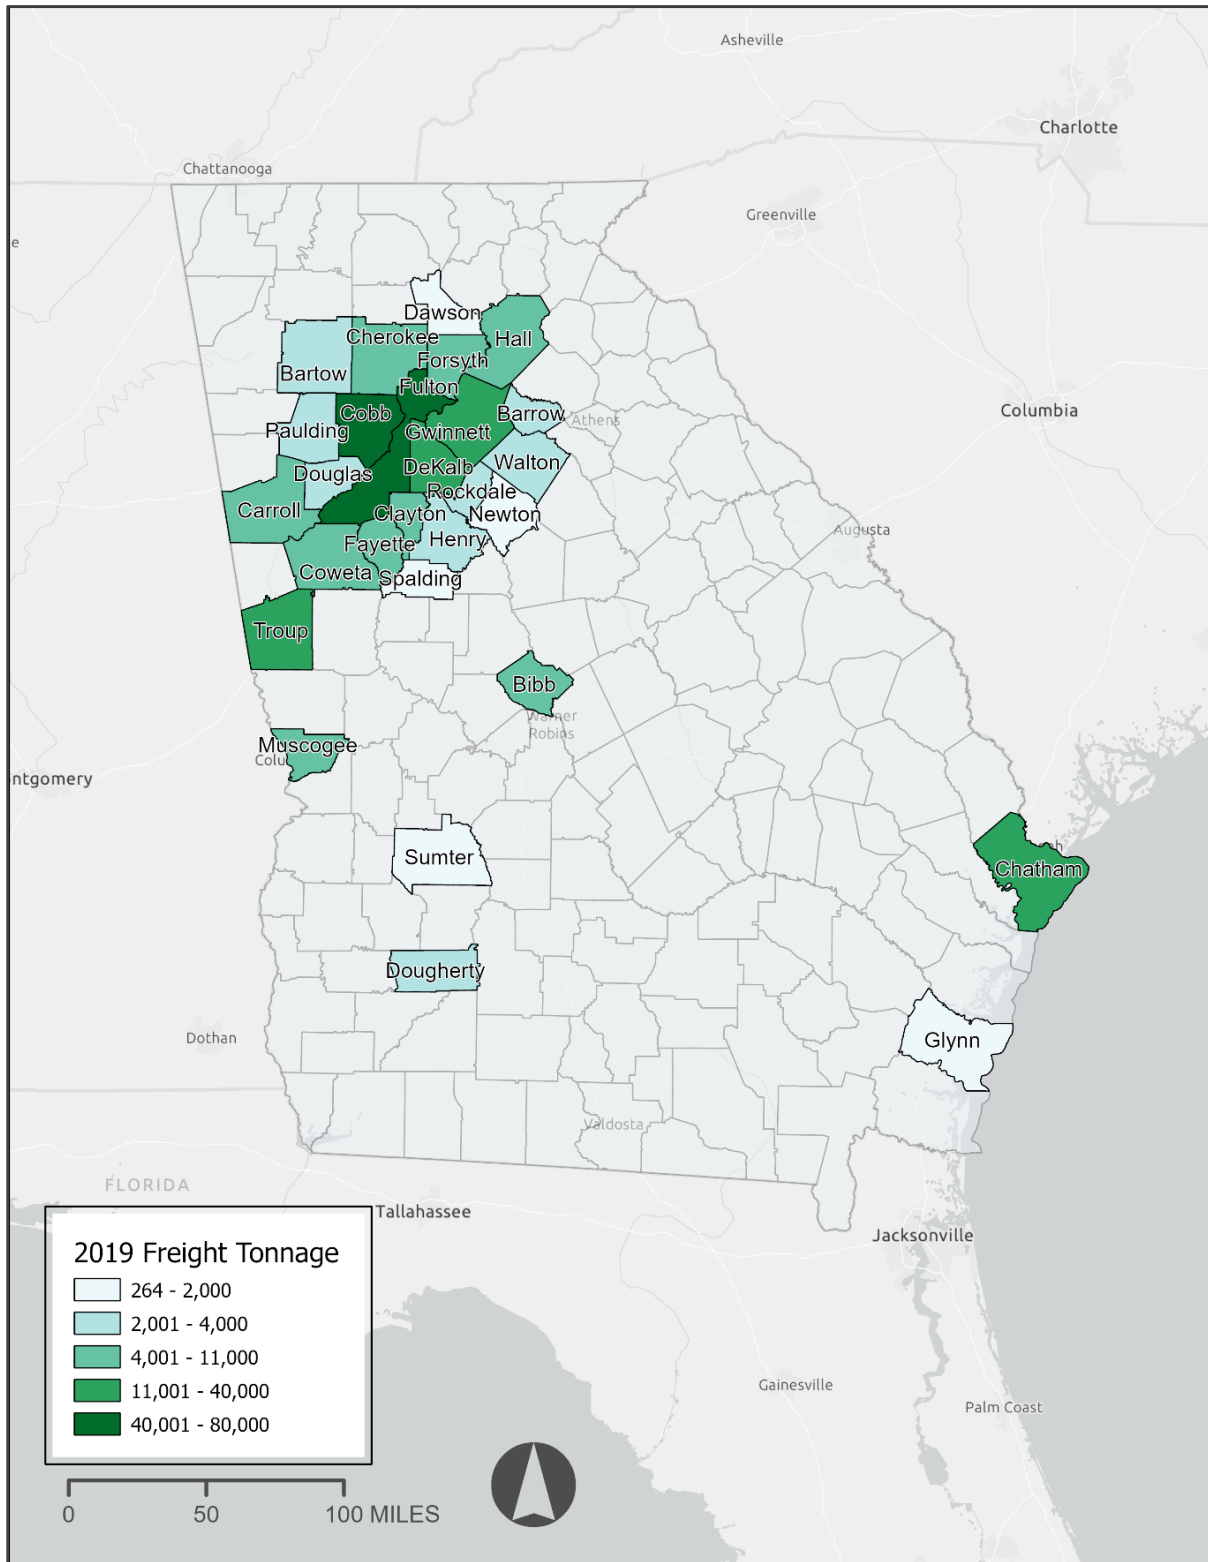 Asheville
Charlotte
Chattanooga
Greenville
e
Dawson
Cherokee
Hall
Forsyth
Bartow
Fulton
Columbia
Cobb
Barrow
Athens
Paulding
Gwinnett
Walton
DeKalb
Douglas
Rockdale
Carroll
Clayton
Newton
Augusta
Henry
Fayette
Coweta
Spalding
Troup
Bibb
Warner
Robins
Muscogee
Colu
ontgomery
Sumter
ah
Chatham
Dougherty
Dothan
Glynn
Valdosta
FLORIDA
Tallahassee
Jacksonville
2019 Freight Tonnage
264 - 2,000
2,001 - 4,000
4,001 - 11,000
11,001 - 40,000
40,001 - 80,000
Gainesville
Palm Coast
0 50 100 MILES